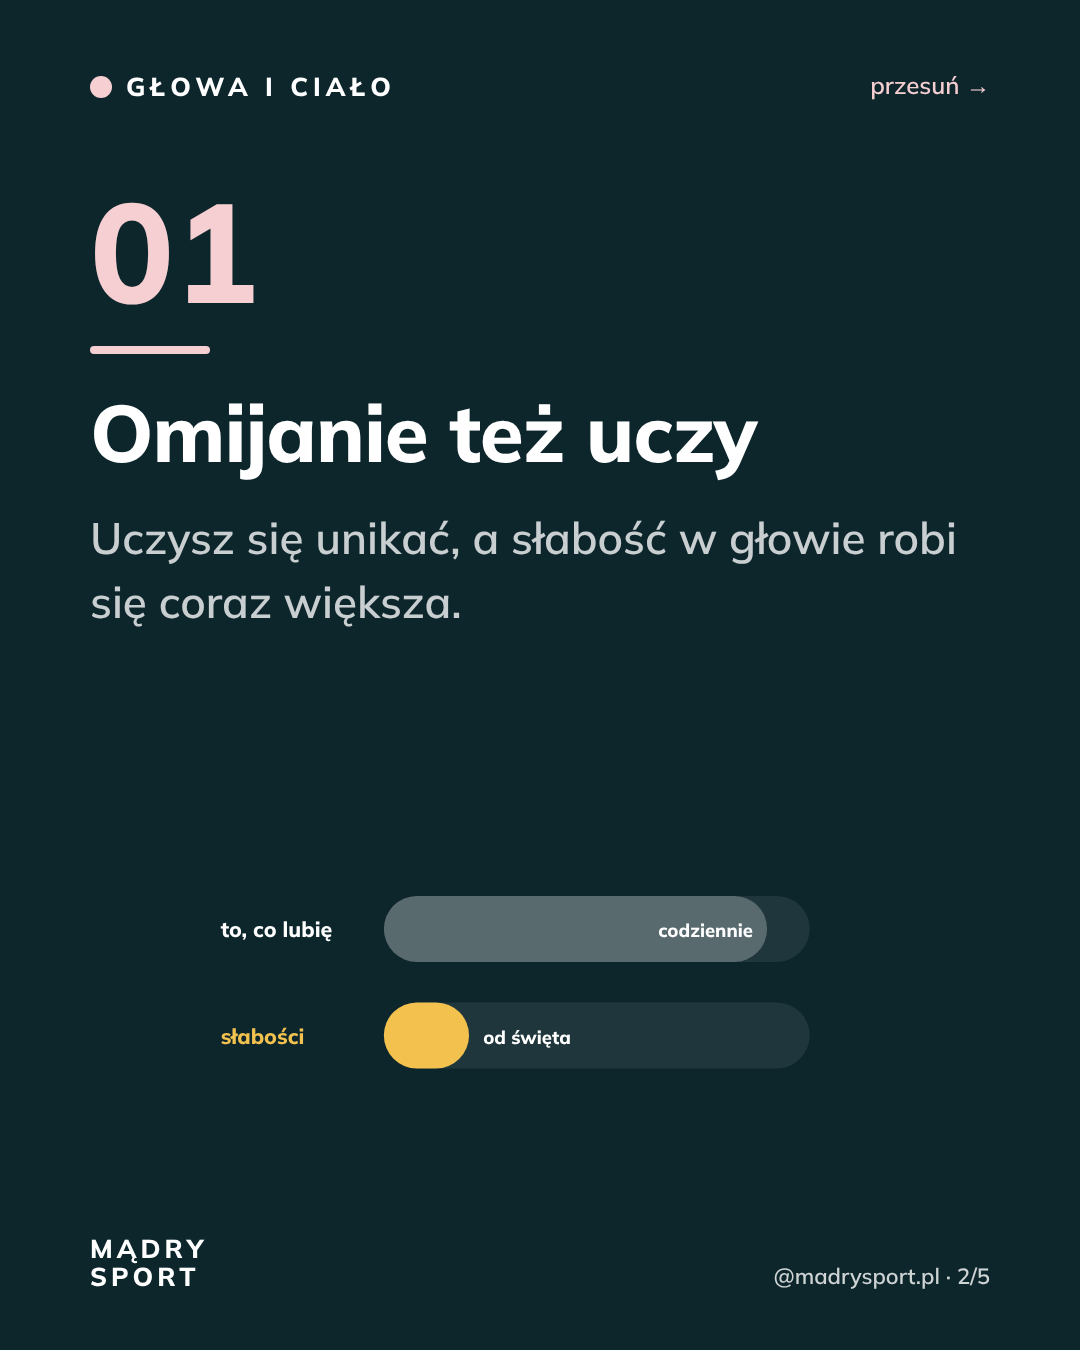 GŁOWA I CIAŁO
przesuń →
01
Omijanie też uczy
Uczysz się unikać, a słabość w głowie robi
się coraz większa.
to, co lubię
codziennie
słabości
od święta
MĄDRY
SPORT
@madrysport.pl · 2/5